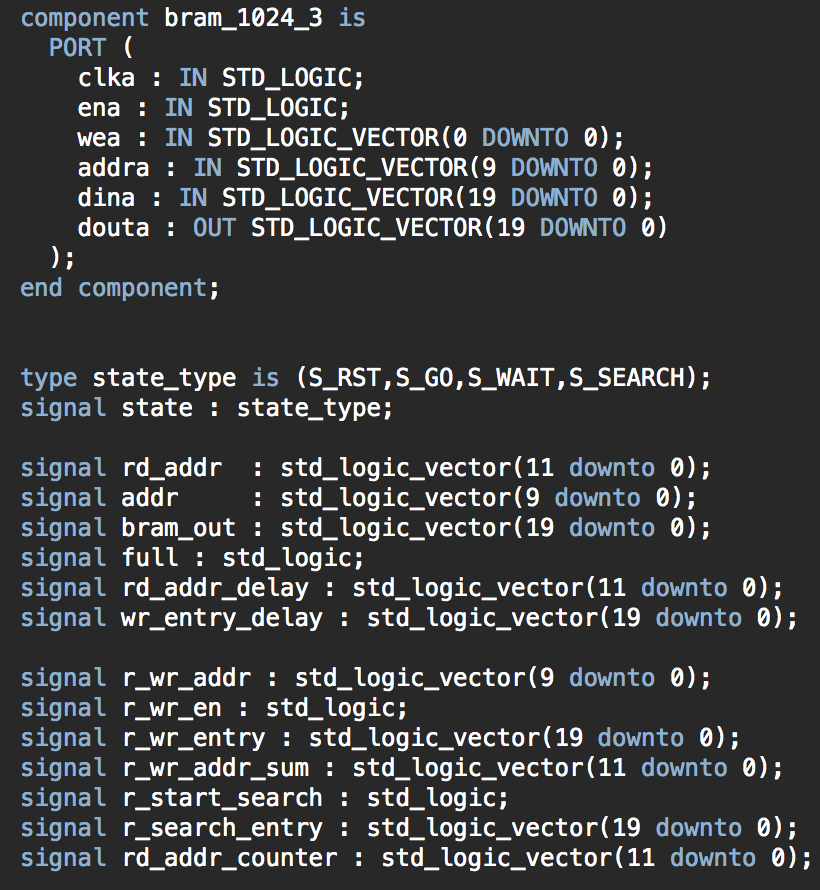 component bram_1024_3 is
  PORT (
    clka : IN STD_LOGIC;
    ena : IN STD_LOGIC;
    wea : IN STD_LOGIC_VECTOR(0 DOWNTO 0);
    addra : IN STD_LOGIC_VECTOR(9 DOWNTO 0);
    dina : IN STD_LOGIC_VECTOR(19 DOWNTO 0);
    douta : OUT STD_LOGIC_VECTOR(19 DOWNTO 0)
  );
end component;
type state_type is (S_RST,S_GO,S_WAIT,S_SEARCH);
signal state : state_type;
signal rd_addr  : std_logic_vector(11 downto 0);
signal addr     : std_logic_vector(9 downto 0);
signal bram_out : std_logic_vector(19 downto 0);
signal full : std_logic;
signal rd_addr_delay : std_logic_vector(11 downto 0);
signal wr_entry_delay : std_logic_vector(19 downto 0);
signal r_wr_addr : std_logic_vector(9 downto 0);
signal r_wr_en : std_logic;
signal r_wr_entry : std_logic_vector(19 downto 0);
signal r_wr_addr_sum : std_logic_vector(11 downto 0);
signal r_start_search : std_logic;
signal r_search_entry : std_logic_vector(19 downto 0);
signal rd_addr_counter : std_logic_vector(11 downto 0);